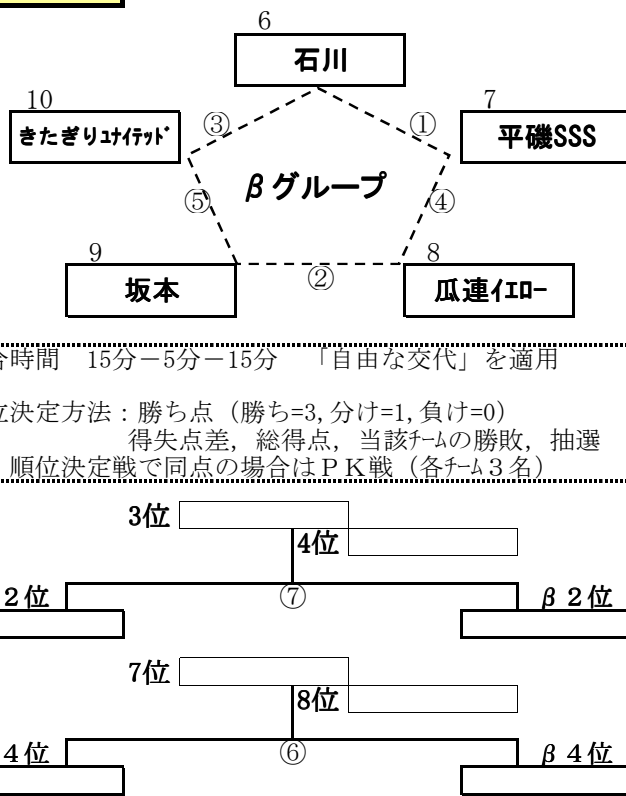 6
石川
10
7
きたぎりﾕﾅｲﾃｯﾄﾞ
③
①
平磯SSS
βグループ
⑤
④
9
8
坂本
②
瓜連ｲｴﾛｰ
合時間　15分－5分－15分　「自由な交代」を適用
位決定方法：勝ち点（勝ち=3,分け=1,負け=0）
得失点差，総得点，当該ﾁｰﾑの勝敗，抽選
順位決定戦で同点の場合はＰＫ戦（各ﾁｰﾑ３名）
3位
4位
2位
⑦
β 2位
7位
8位
4位
⑥
β 4位